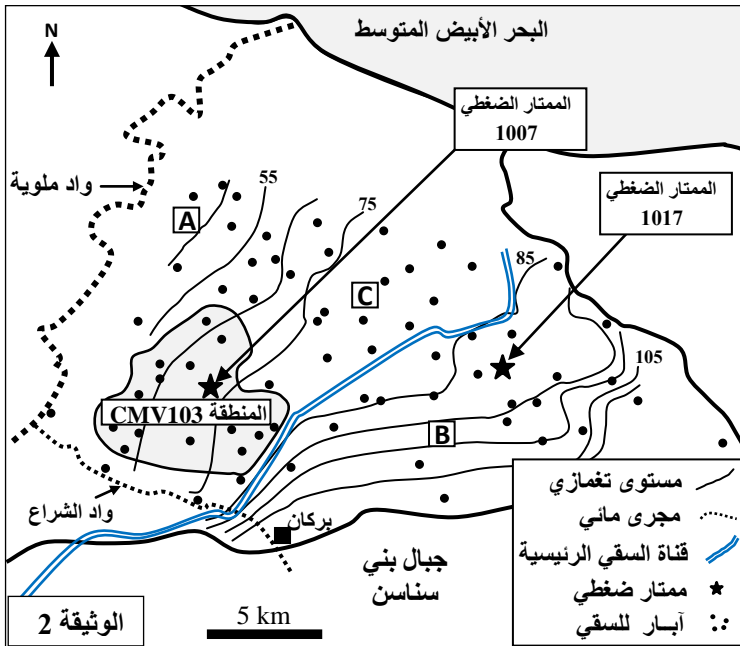 البحر الأبيض المتوسط
N
الممتار الضغطي
1007
الممتار الضغطي
1017
واد ملوية
55
75
A
85
C
105
المنطقة CMV103
B
واد الشراع
بركان
جبال بني
سناسن
مستوى تغمازي
مجرى مائي
قناة السقي الرئيسية
ممتار ضغطي
آبــار للسقي
5 km
الوثيقة 2